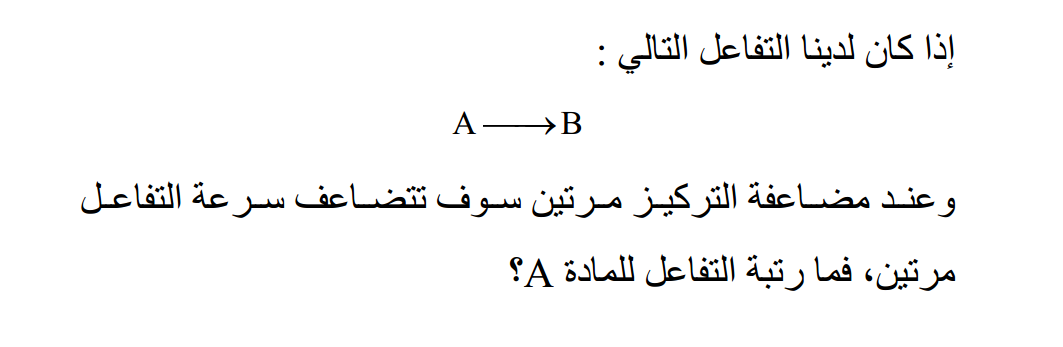 إذا كان لدينا التفاعل التالي :
A ⟶ B
وعند مضاعفة التركيز مرتين سوف تتضاعف سرعة التفاعل
مرتين، فما رتبة التفاعل للمادة A؟